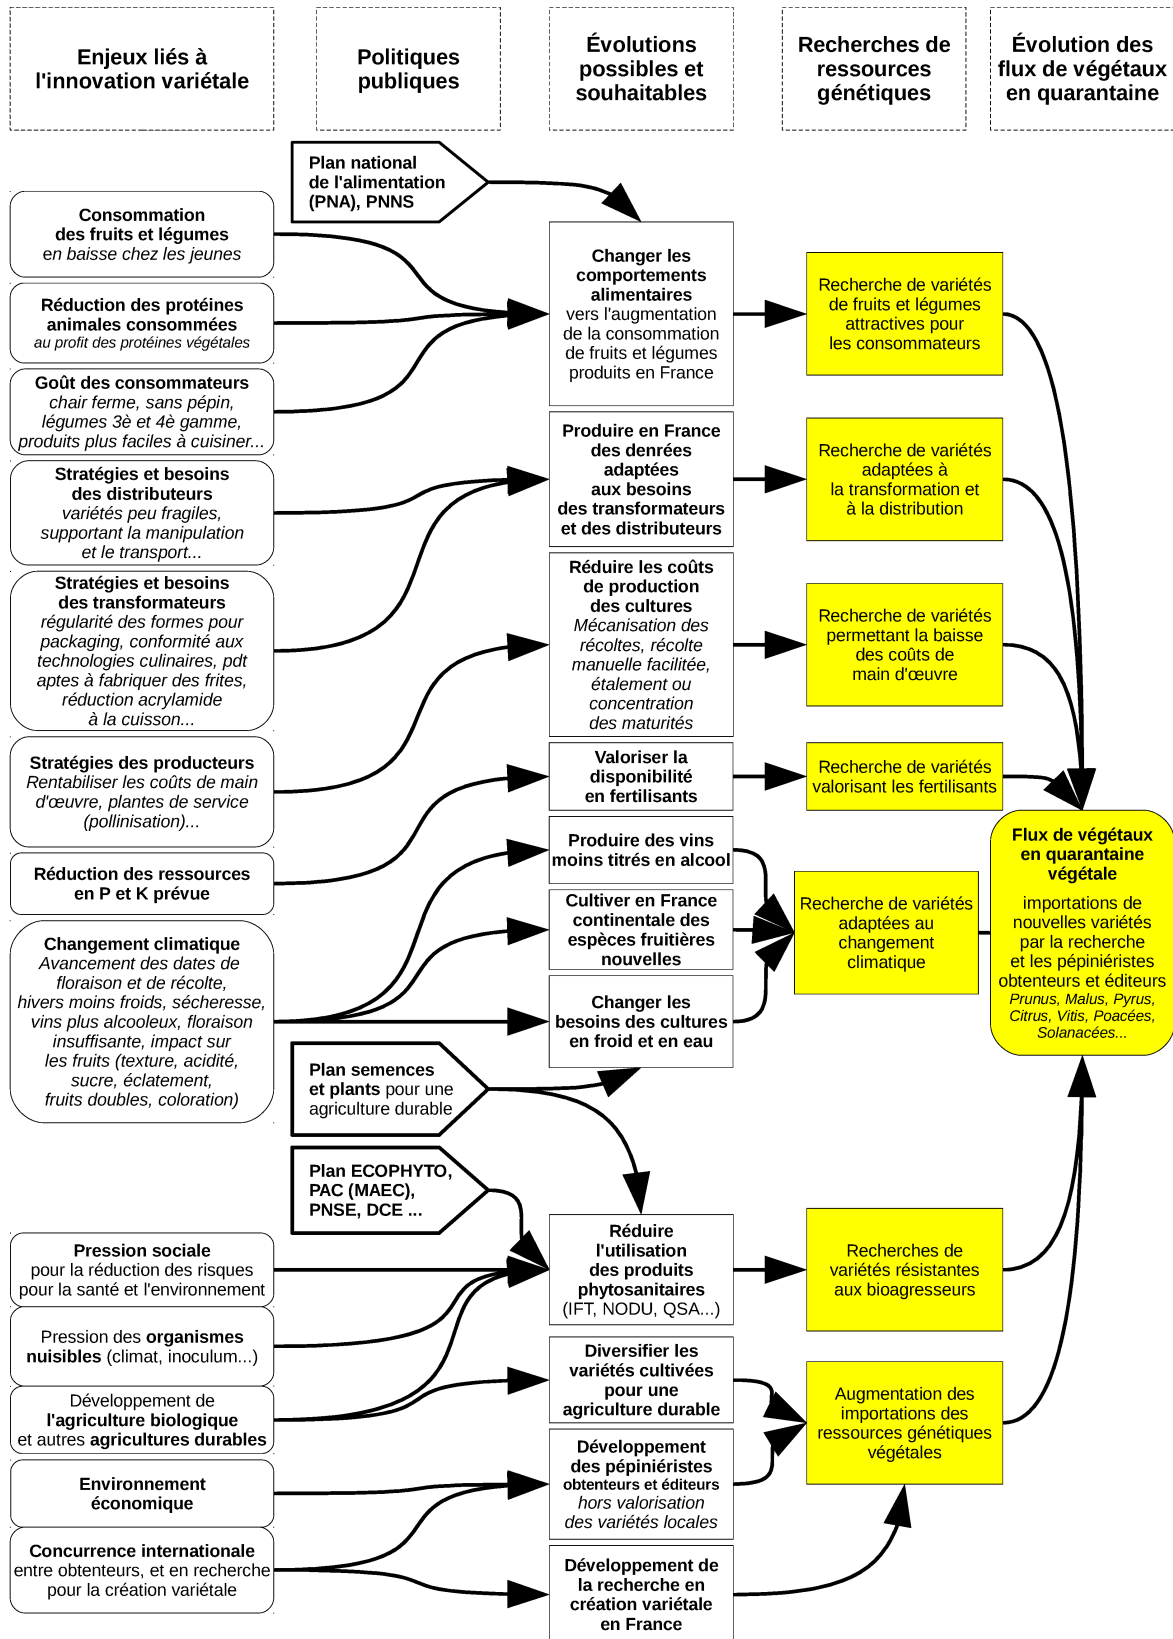 Enjeux liés à
l'innovation variétale
Politiques
publiques
Évolutions
possibles et
souhaitables
Recherches de
ressources
génétiques
Évolution des
flux de végétaux
en quarantaine
Plan national
de l'alimentation
(PNA), PNNS
Consommation
des fruits et légumes
en baisse chez les jeunes
Réduction des protéines
animales consommées
au profit des protéines végétales
Goût des consommateurs
chair ferme, sans pépin,
légumes 3è et 4è gamme,
produits plus faciles à cuisiner...
Stratégies et besoins
des distributeurs
variétés peu fragiles,
supportant la manipulation
et le transport...
Stratégies et besoins
des transformateurs
régularité des formes pour
packaging, conformité aux
technologies culinaires, pdt
aptes à fabriquer des frites,
réduction acrylamide
à la cuisson...
Stratégies des producteurs
Rentabiliser les coûts de main
d'œuvre, plantes de service
(pollinisation)...
Réduction des ressources
en P et K prévue
Changement climatique
Avancement des dates de
floraison et de récolte,
hivers moins froids, sécheresse,
vins plus alcooleux, floraison
insuffisante, impact sur
les fruits (texture, acidité,
sucre, éclatement,
fruits doubles, coloration)
Plan semences
et plants pour une
agriculture durable
Plan ECOPHYTO,
PAC (MAEC),
PNSE, DCE ...
Pression sociale
pour la réduction des risques
pour la santé et l'environnement
Pression des organismes
nuisibles (climat, inoculum...)
Développement de
l'agriculture biologique
et autres agricultures durables
Environnement
économique
Concurrence internationale
entre obtenteurs, et en recherche
pour la création variétale
Changer les
comportements
alimentaires
vers l'augmentation
de la consommation
de fruits et légumes
produits en France
Produire en France
des denrées
adaptées
aux besoins
des transformateurs
et des distributeurs
Réduire les coûts
de production
des cultures
Mécanisation des
récoltes, récolte
manuelle facilitée,
étalement ou
concentration
des maturités
Valoriser la
disponibilité
en fertilisants
Produire des vins
moins titrés en alcool
Cultiver en France
continentale des
espèces fruitières
nouvelles
Changer les
besoins des cultures
en froid et en eau
Réduire
l'utilisation
des produits
phytosanitaires
(IFT, NODU, QSA...)
Diversifier les
variétés cultivées
pour une
agriculture durable
Développement
des pépiniéristes
obtenteurs et éditeurs
hors valorisation
des variétés locales
Développement de
la recherche en
création variétale
en France
Recherche de variétés
de fruits et légumes
attractives pour
les consommateurs
Recherche de variétés
adaptées à
la transformation et
à la distribution
Recherche de variétés
permettant la baisse
des coûts de
main d'œuvre
Recherche de variétés
valorisant les fertilisants
Recherche de variétés
adaptées au
changement
climatique
Recherches de
variétés résistantes
aux bioagresseurs
Augmentation des
importations des
ressources génétiques
végétales
Flux de végétaux
en quarantaine
végétale
importations de
nouvelles variétés
par la recherche
et les pépiniéristes
obtenteurs et éditeurs
Prunus, Malus, Pyrus,
Citrus, Vitis, Poacées,
Solanacées...